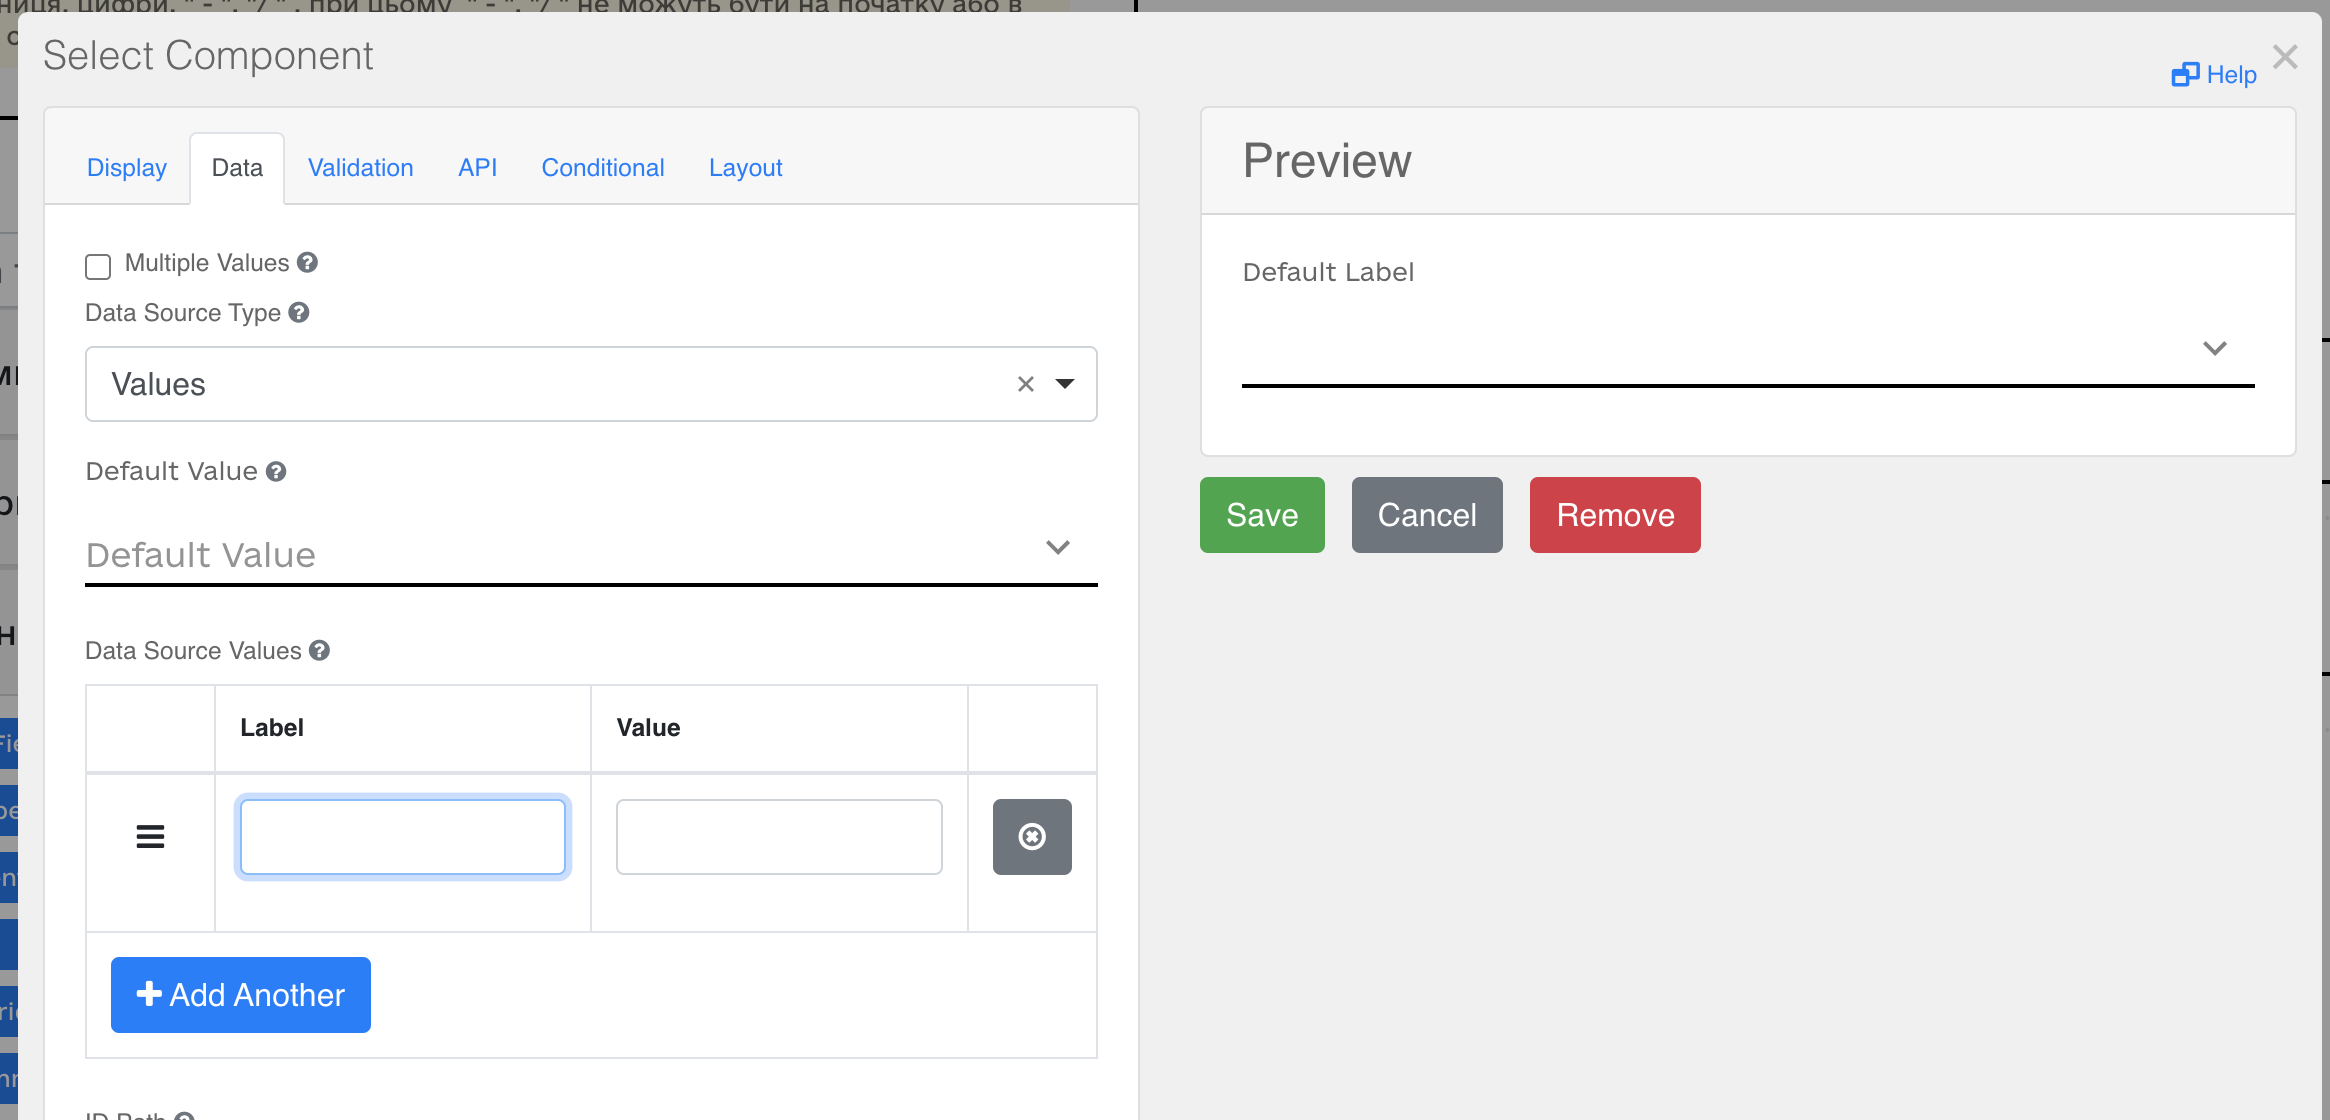 цифри, " - ", "/ " , при цьому " - ", "/ " не можуть бути на початку або в
Select Component
Help
Display
Data
Validation
API
Conditional
Layout
Multiple Values
Data Source Type
Values
Default Value
Default Value
Data Source Values
Label
Value
Add Another
ID Path
Preview
Default Label
Save
Cancel
Remove